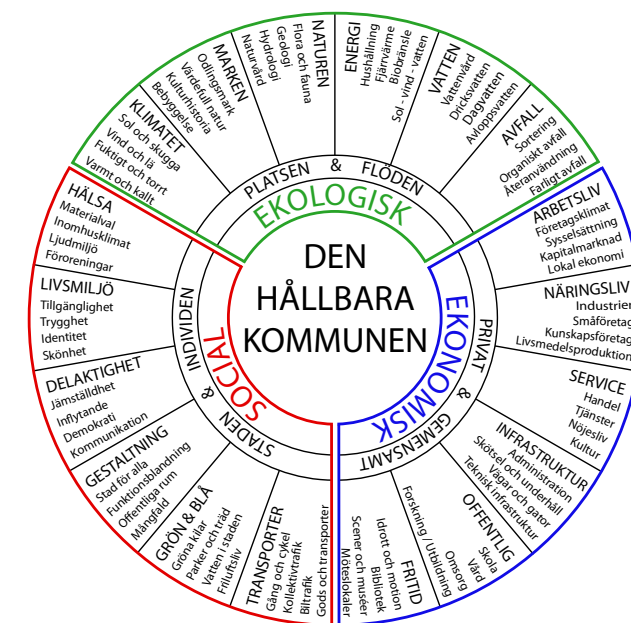 DEN
HÅLLBARA
KOMMUNEN
EKOLOGISK
PLATSEN & FLÖDEN
KLIMATET
Sol och skugga
Vind och lä
Fuktigt och torrt
Varmt och kallt
MARKEN
Odlingsmark
Värdefull natur
Kulturhistoria
Bebyggelse
NATUREN
Flora och fauna
Geologi
Hydrologi
Naturvård
ENERGI
Hushållning
Fjärrvärme
Biobränsle
Sol - vind - vatten
VATTEN
Vattenvård
Dricksvatten
Dagvatten
Avloppsvatten
AVFALL
Sortering
Organiskt avfall
Återanvändning
Farligt avfall
EKONOMISK
PRIVAT & GEMENSAMT
ARBETSLIV
Företagsklimat
Sysselsättning
Kapitalmarknad
Lokal ekonomi
NÄRINGSLIV
Industrier
Småföretag
Kunskapsföretag
Livsmedelsproduktion
SERVICE
Handel
Tjänster
Nöjesliv
Kultur
INFRASTRUKTUR
Administration
Skötsel och underhåll
Vägar och gator
Teknisk infrastruktur
OFFENTLIG
Skola
Vård
Omsorg
Forskning / Utbildning
FRITID
Idrott och motion
Bibliotek
Scener och muséer
Möteslokaler
SOCIAL
STADEN & INDIVIDEN
HÄLSA
Materialval
Inomhusklimat
Ljudmiljö
Föroreningar
LIVSMILJÖ
Tillgänglighet
Trygghet
Identitet
Skönhet
DELAKTIGHET
Jämställdhet
Inflytande
Demokrati
Kommunikation
GESTALTNING
Stad för alla
Funktionsblandning
Offentliga rum
Mångfald
GRÖN & BLÅ
Gröna kilar
Parker och träd
Vatten i staden
Friluftsliv
TRANSPORTER
Gång och cykel
Kollektivtrafik
Biltrafik
Gods och transporter